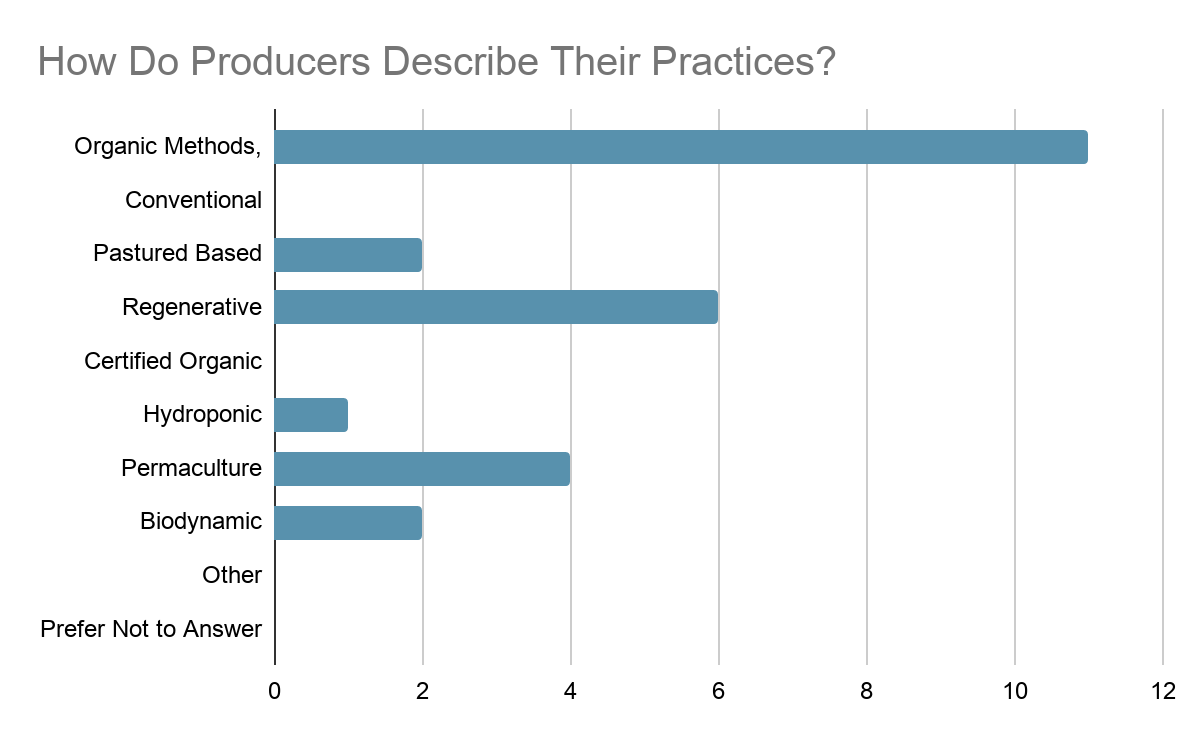 How Do Producers Describe Their Practices?
Organic Methods,
Conventional
Pastured Based
Regenerative
Certified Organic
Hydroponic
Permaculture
Biodynamic
Other
Prefer Not to Answer
0 2 4 6 8 10 12